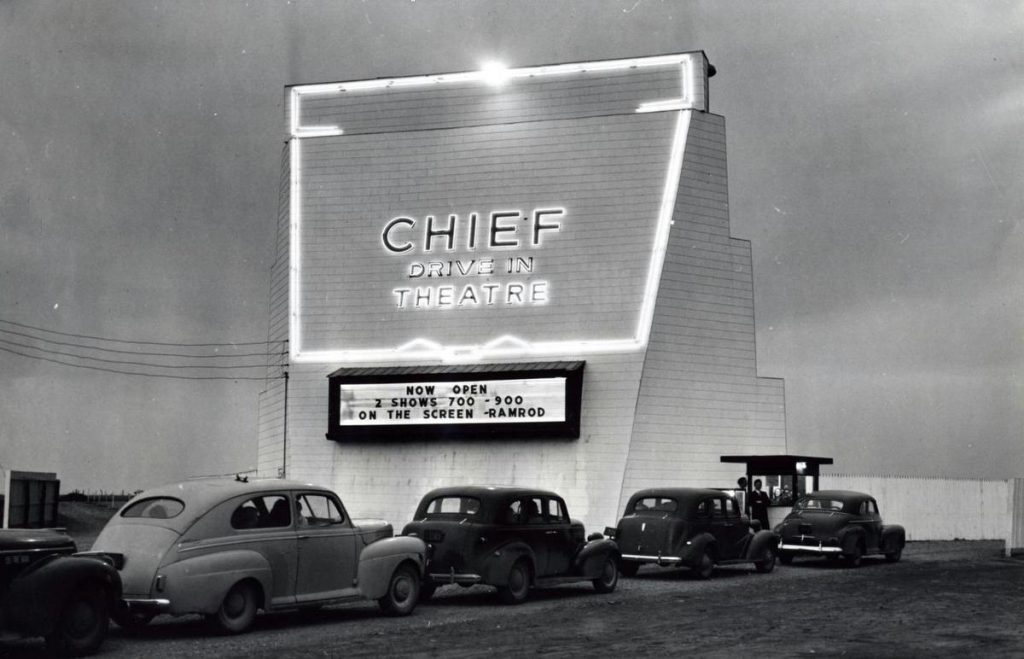 CHIEF
DRIVE IN
THEATRE
NOW OPEN
2 SHOWS 700 - 900
ON THE SCREEN - RAMROD